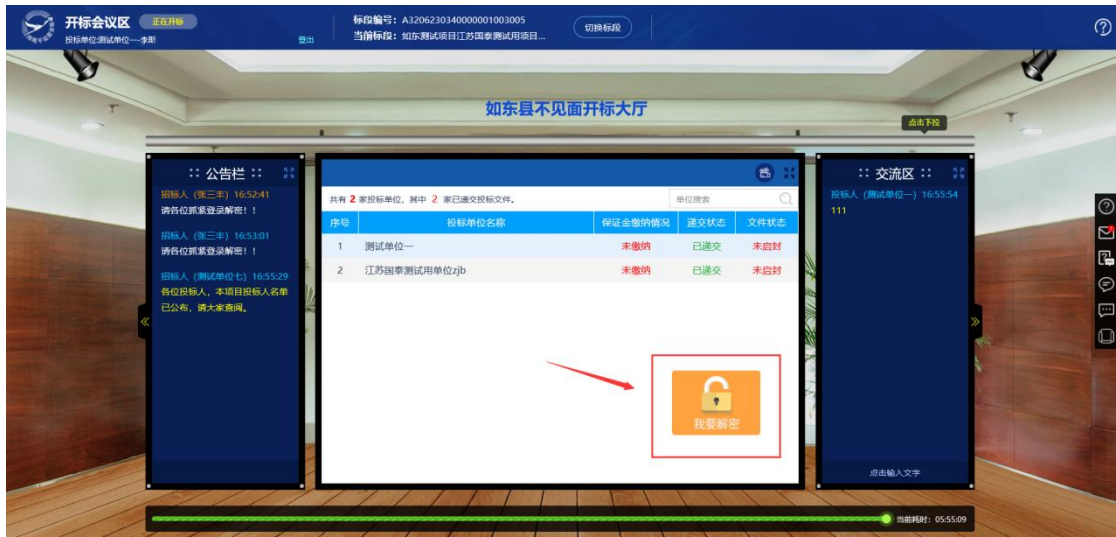 开标会议区 正在开标
投标单位:测试单位一-李斯 登出
标段编号：A3206230340000001003005
当前标段：如东测试项目江苏国泰测试用项目...
切换标段
如东县不见面开标大厅
点击下拉
:: 公告栏 ::
招标人（张三丰）16:52:41
请各位抓紧登录解密！！
招标人（张三丰）16:53:01
请各位抓紧登录解密！！
招标人（测试单位七）16:55:29
各位投标人，本项目投标人名单
已公布，请大家查阅。
共有 2 家投标单位，其中 2 家已递交投标文件。
单位搜索
序号 投标单位名称 保证金缴纳情况 递交状态 文件状态
1 测试单位一 未缴纳 已递交 未启封
2 江苏国泰测试用单位zjb 未缴纳 已递交 未启封
我要解密
:: 交流区 ::
投标人（测试单位一）16:55:54
111
点击输入文字
当前耗时：05:55:09